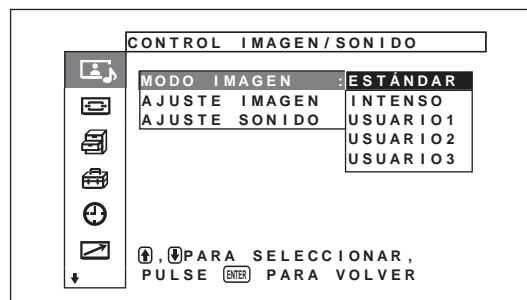 CONTROL IMAGEN/SONIDO
MODO IMAGEN :ESTÁNDAR
AJUSTE IMAGEN INTENSO
AJUSTE SONIDO USUARIO1
USUARIO2
USUARIO3
,PARA SELECCIONAR,
PULSE ENTER PARA VOLVER